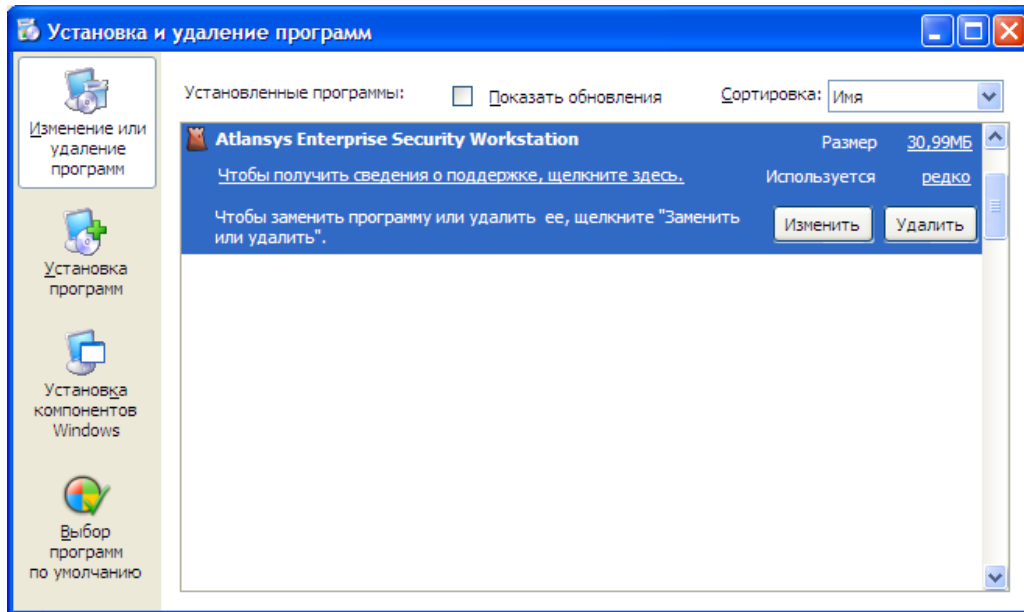 Установка и удаление программ
Изменение или
удаление
программ
Установка
программ
Установка
компонентов
Windows
Выбор
программ
по умолчанию
Установленные программы: Показать обновления Сортировка: Имя
Atlansys Enterprise Security Workstation Размер 30,99МБ
Чтобы получить сведения о поддержке, щелкните здесь. Используется редко
Чтобы заменить программу или удалить  ее, щелкните "Заменить
или удалить".
Изменить Удалить